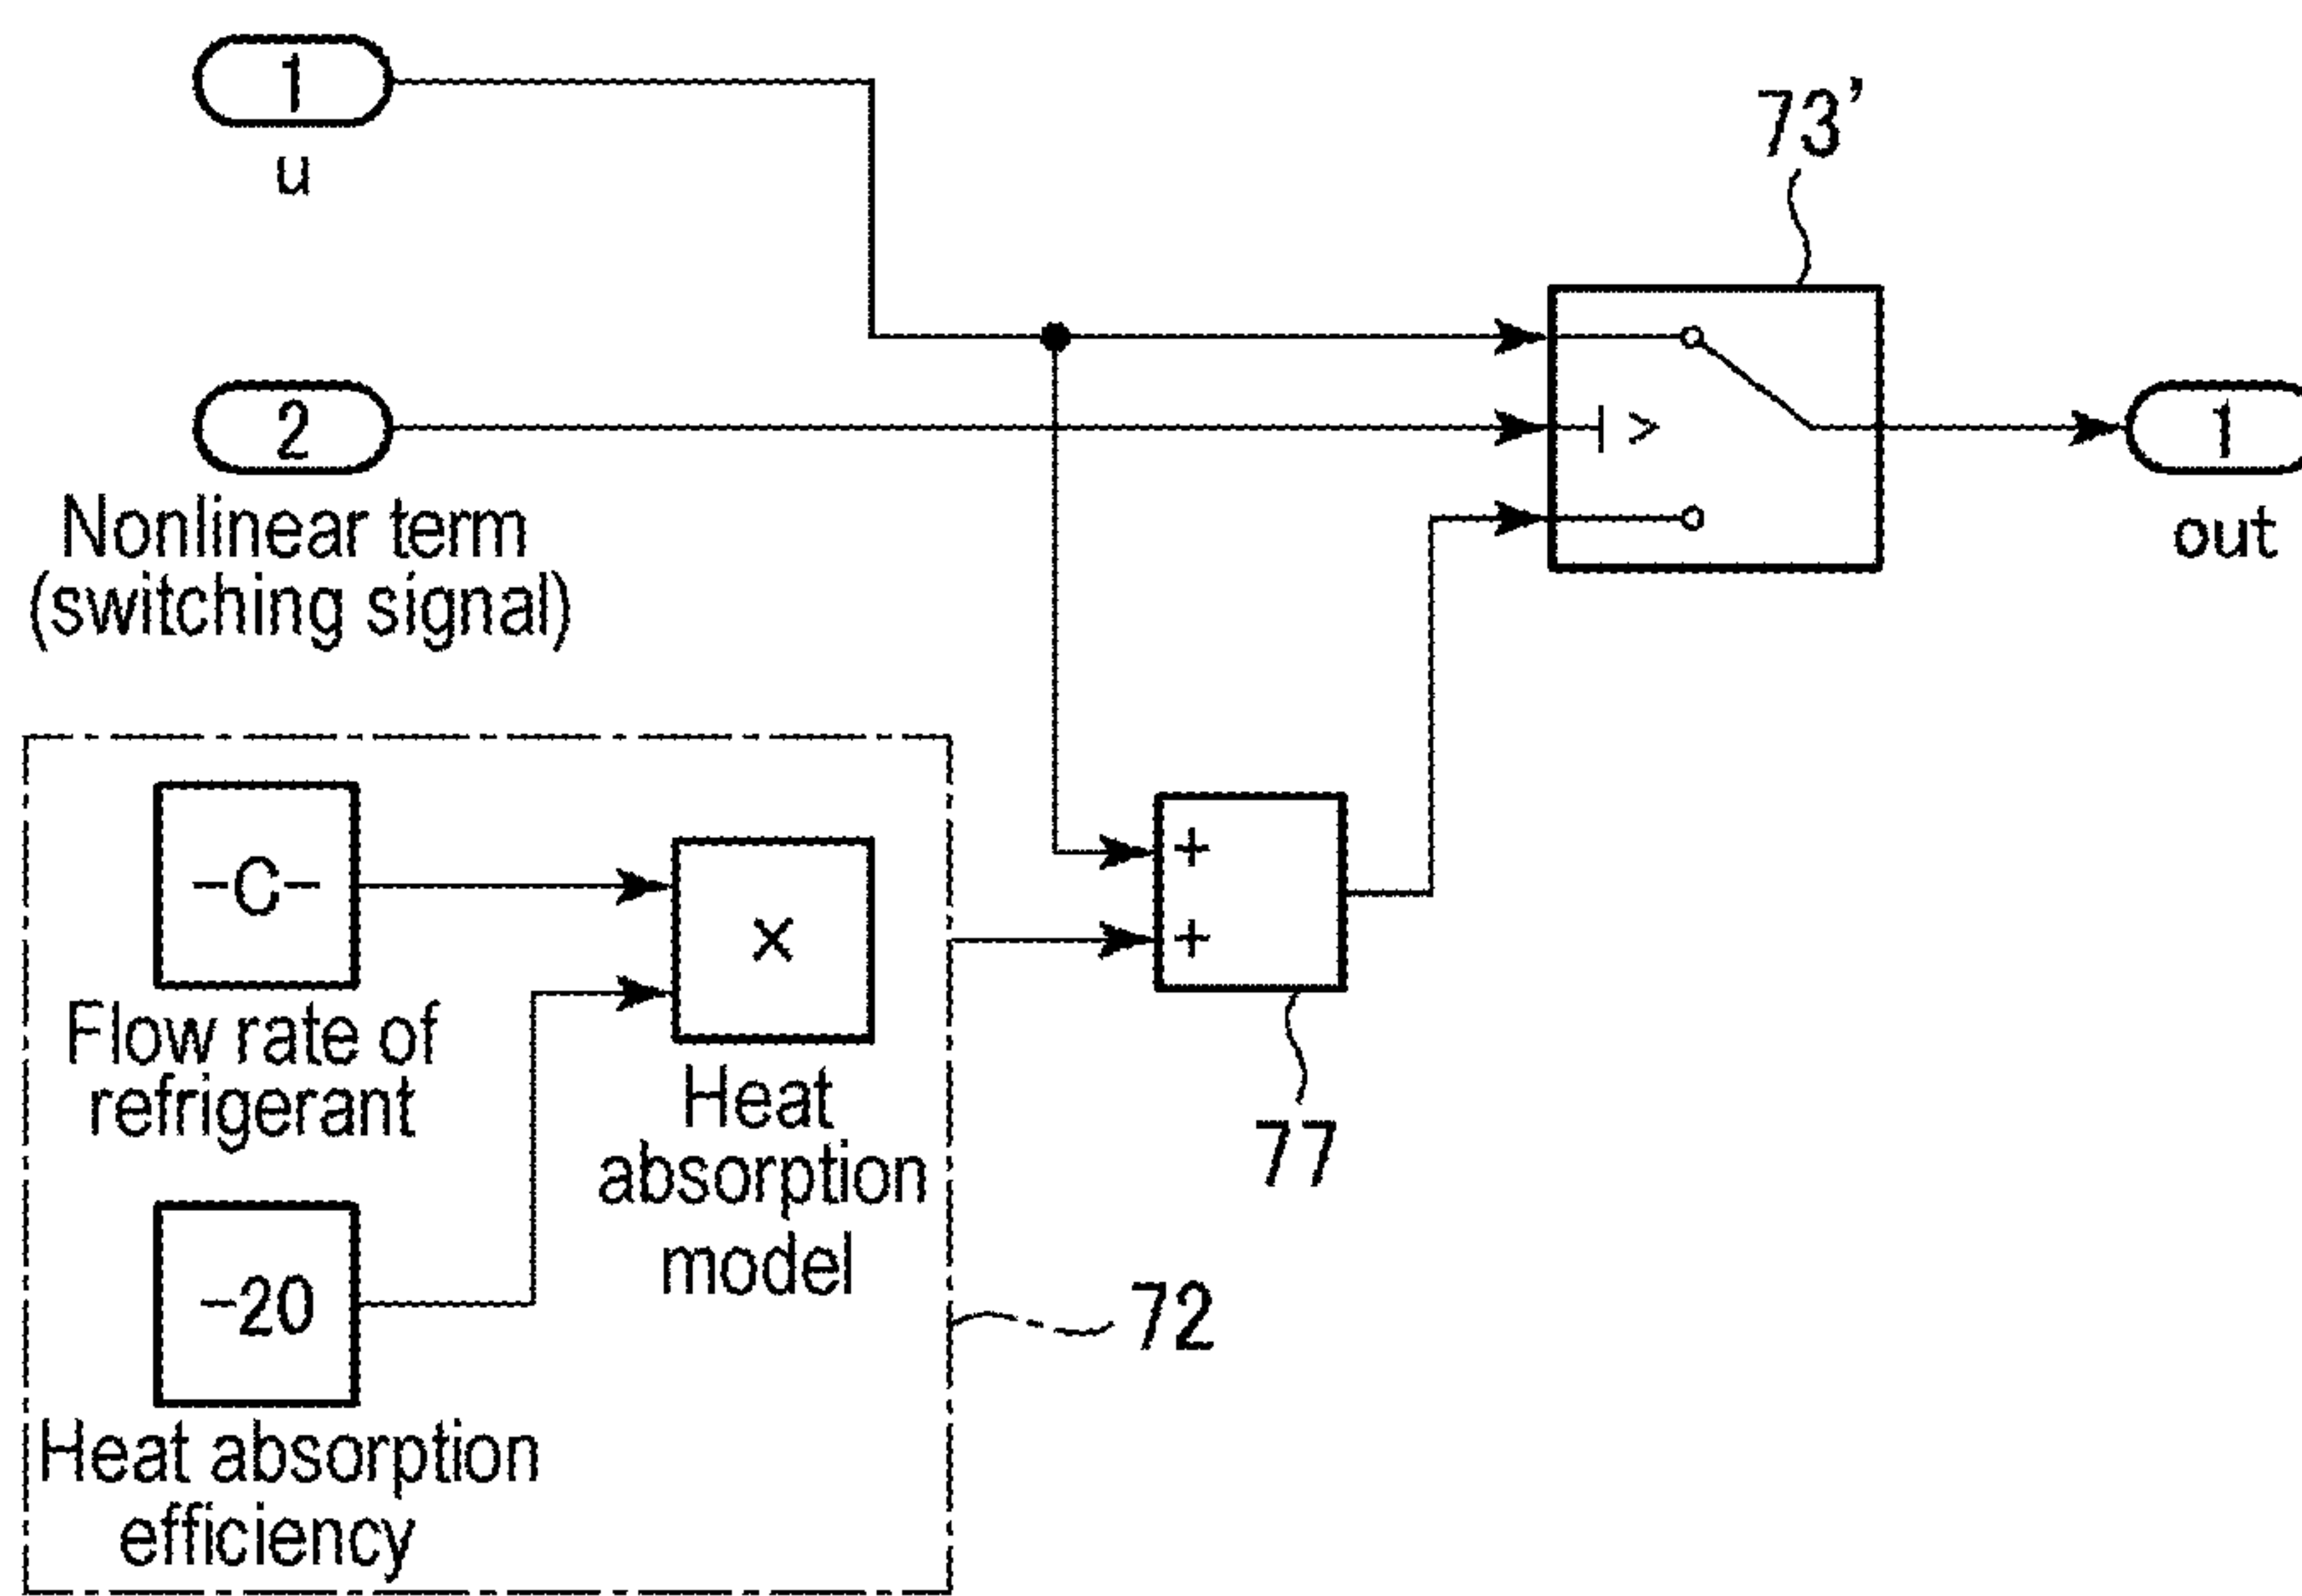 1
u
73’
2
Nonlinear term
(switching signal)
>
1
out
-C-
Flow rate of
refrigerant
×
Heat
absorption
model
-20
Heat absorption
efficiency
+
+
77
72